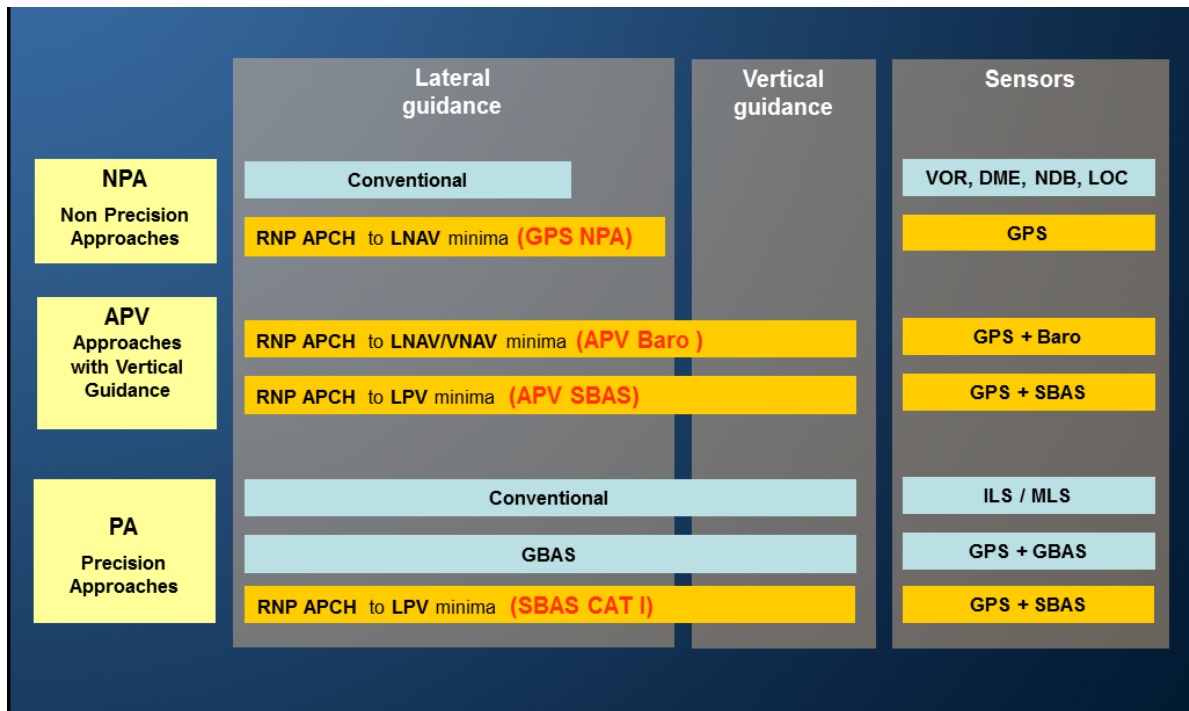 Lateral
guidance
Vertical
guidance
Sensors
NPA
Non Precision
Approaches
Conventional
VOR, DME, NDB, LOC
RNP APCH to LNAV minima (GPS NPA)
GPS
APV
Approaches
with Vertical
Guidance
RNP APCH to LNAV/VNAV minima (APV Baro )
GPS + Baro
RNP APCH to LPV minima (APV SBAS)
GPS + SBAS
PA
Precision
Approaches
Conventional
ILS / MLS
GBAS
GPS + GBAS
RNP APCH to LPV minima (SBAS CAT I)
GPS + SBAS